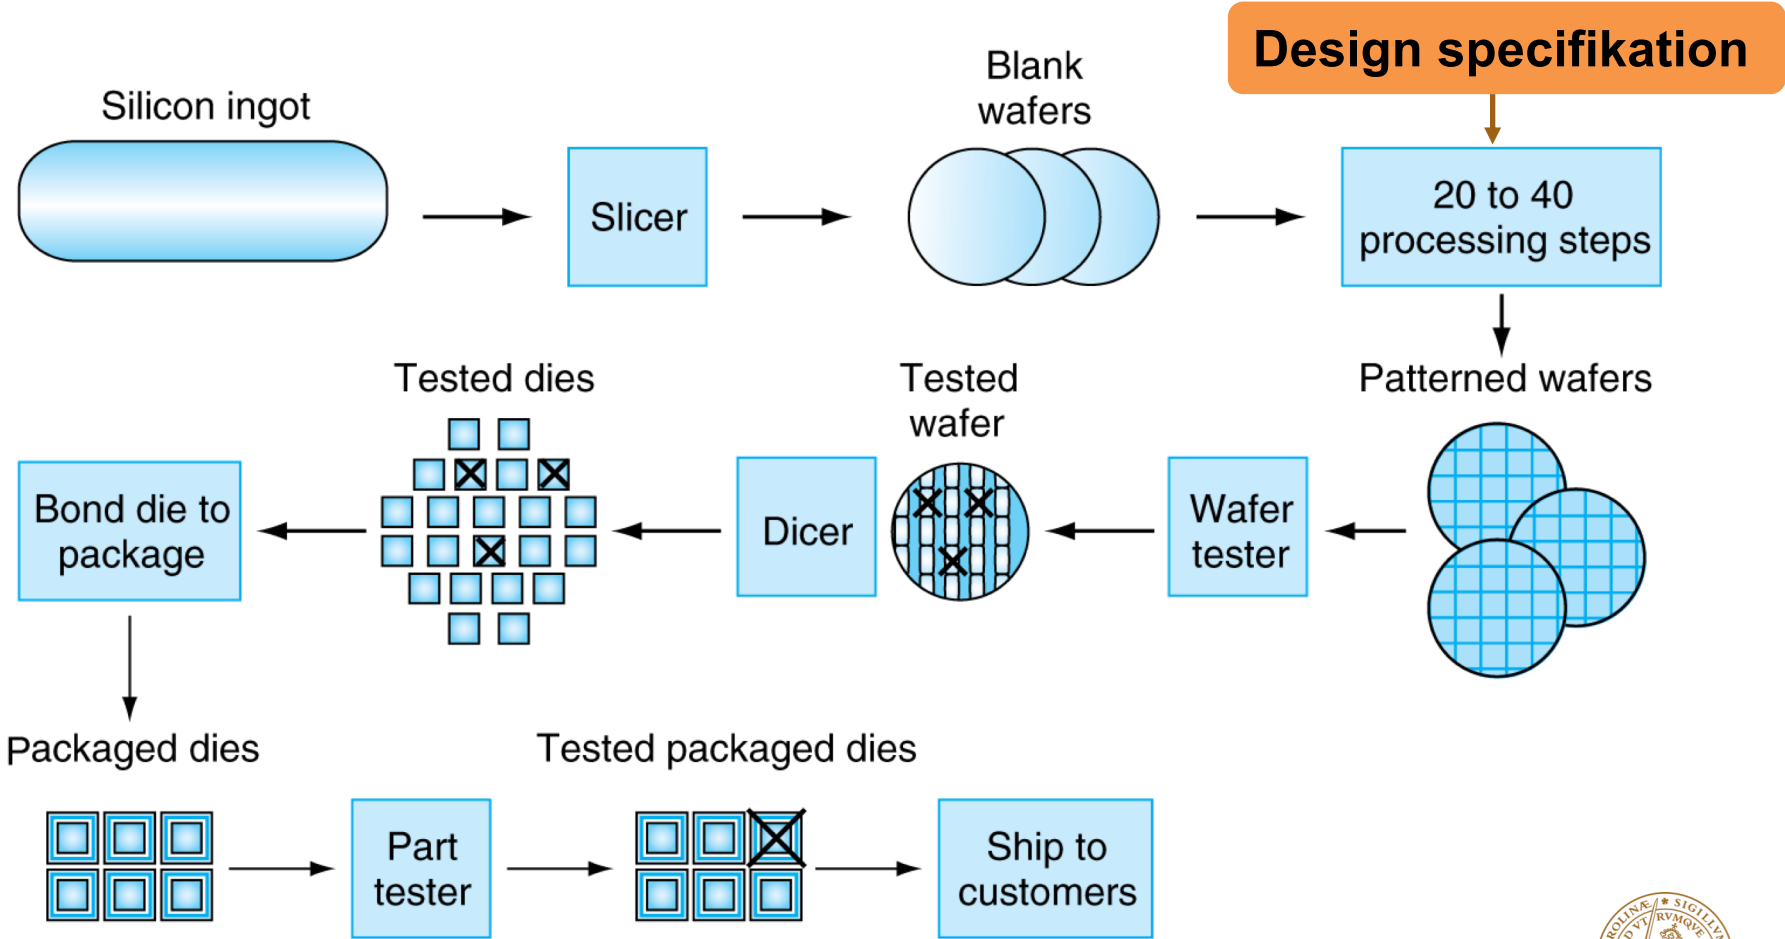 Design specifikation
Silicon ingot
Blank
wafers
Slicer
20 to 40
processing steps
Tested dies
Tested
wafer
Patterned wafers
Bond die to
package
Dicer
Wafer
tester
Packaged dies
Tested packaged dies
Part
tester
Ship to
customers